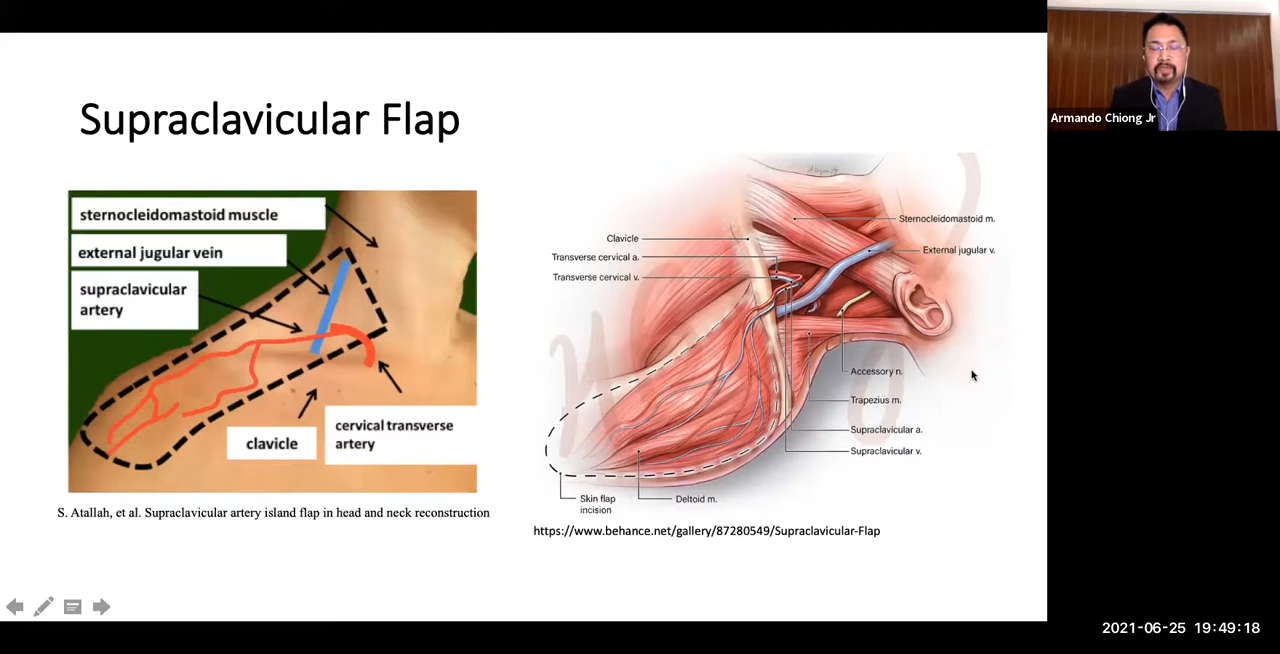 Armando Chiong Jr
Supraclavicular Flap
sternocleidomastoid muscle
external jugular vein
supraclavicular
artery
clavicle
cervical transverse
artery
S. Atallah, et al. Supraclavicular artery island flap in head and neck reconstruction
Clavicle
Transverse cervical a.
Transverse cervical v.
Sternocleidomastoid m.
External jugular v.
Accessory n.
Trapezius m.
Supraclavicular a.
Supraclavicular v.
Skin flap
incision
Deltoid m.
https://www.behance.net/gallery/87280549/Supraclavicular-Flap
2021-06-25 19:49:18